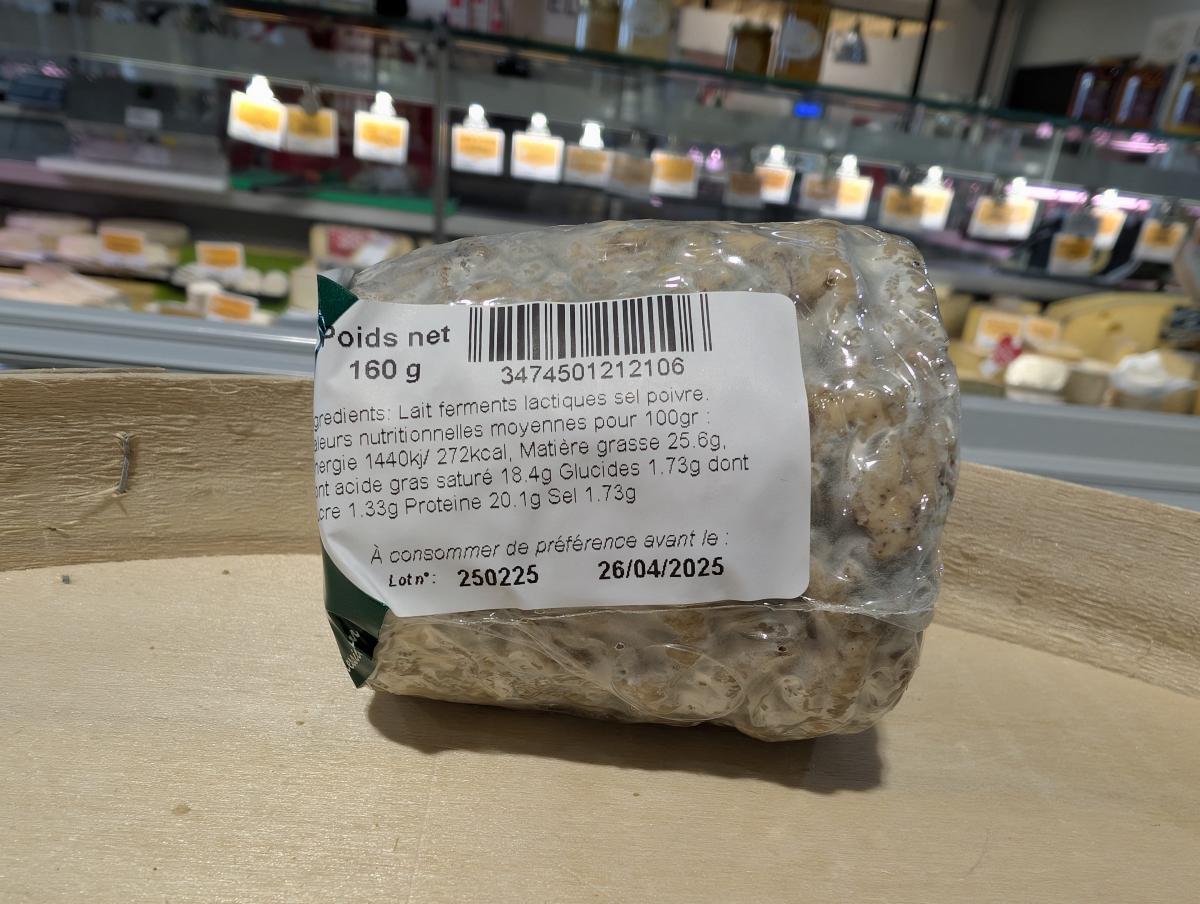 Poids net
160 g
3474501212106
gredients: Lait ferments lactiques sel poivre.
aleurs nutritionnelles moyennes pour 100gr :
nergie 1440kj/ 272kcal, Matière grasse 25.6g,
nt acide gras saturé 18.4g Glucides 1.73g dont
cre 1.33g Proteine 20.1g Sel 1.73g
À consommer de préférence avant le :
Lot n°: 250225 26/04/2025